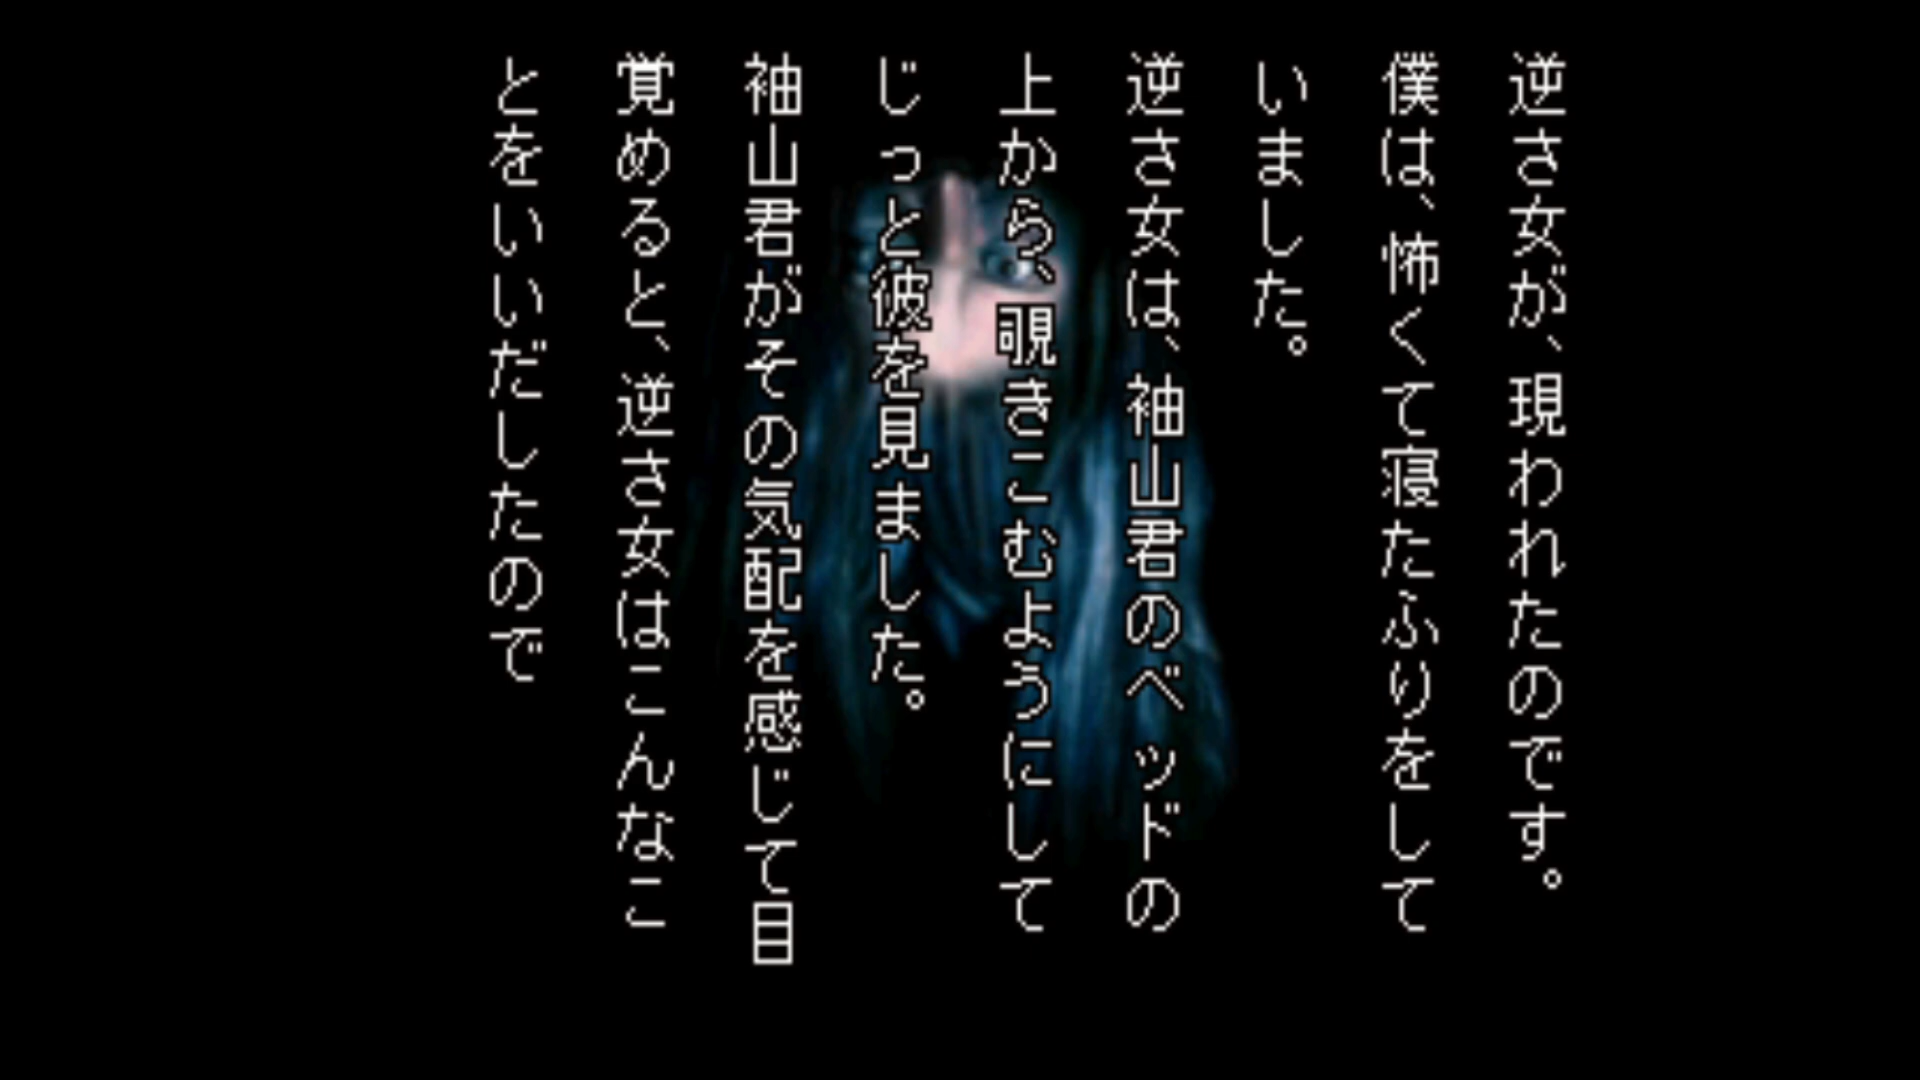 逆さ女が、現われたのです。
僕は、怖くて寝たふりをして
いました。
逆さ女は、袖山君のベッドの
上から、覗きこむようにして
じっと彼を見ました。
袖山君がその気配を感じて目
覚めると、逆さ女はこんなこ
とをいいだしたので